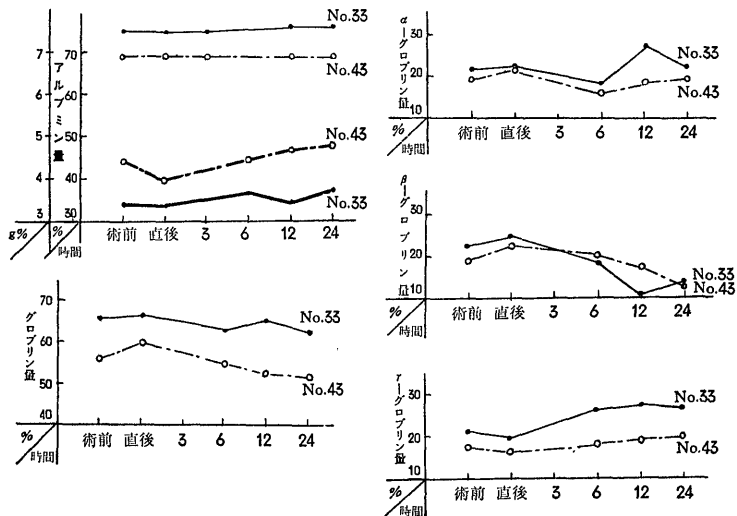 No.33
No.43
No.43
No.33
7
6
5
4
3
70
60
50
40
30
アルブミン量
g%
%
時間
術前 直後 3 6 12 24
α-グロブリン量
20
10
No.33
No.43
%
時間
術前 直後 3 6 12 24
β-グロブリン量
30
20
10
No.33
No.43
%
時間
術前 直後 3 6 12 24
グロブリン量
70
60
50
40
No.33
No.43
%
時間
術前 直後 3 6 12 24
γ-グロブリン量
30
20
10
No.33
No.43
%
時間
術前 直後 3 6 12 24